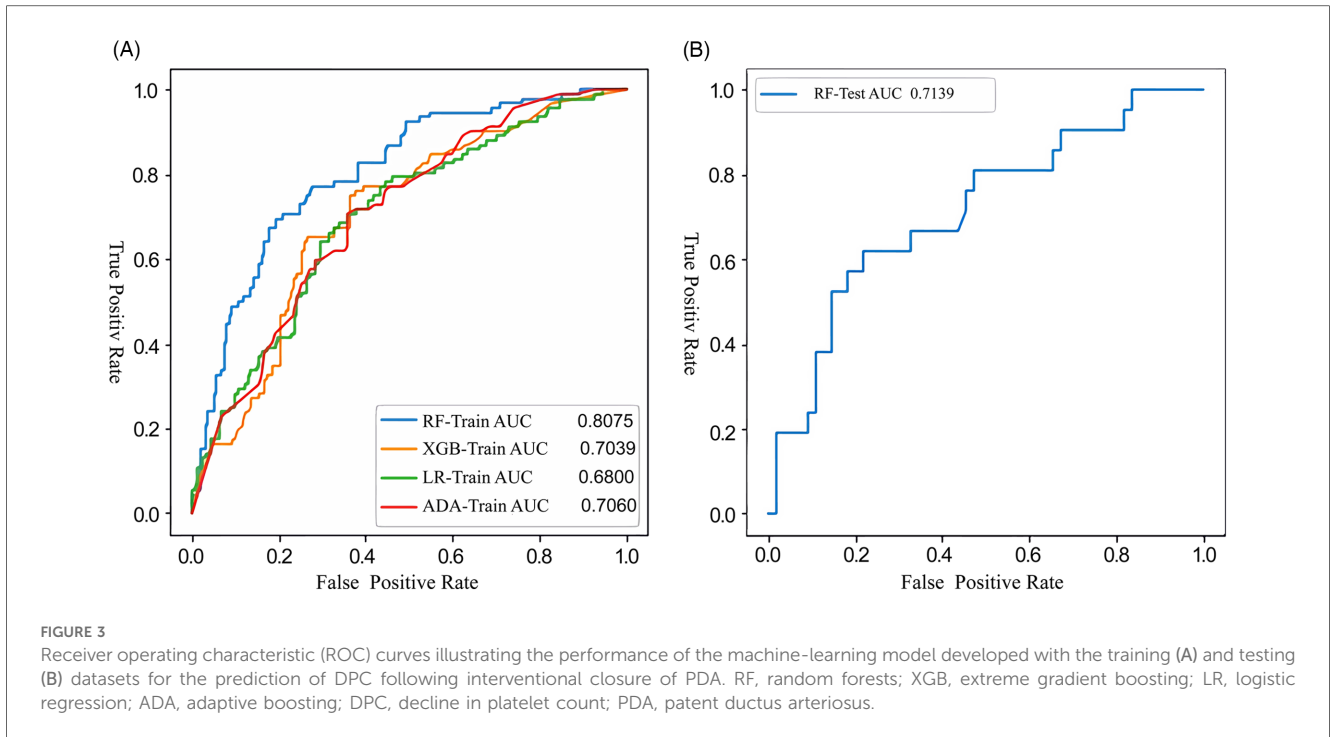 (A)
1.0
0.8
0.6
0.4
0.2
0.0
True Positiv Rate
RF-Train AUC 0.8075
XGB-Train AUC 0.7039
LR-Train AUC 0.6800
ADA-Train AUC 0.7060
0.0 0.2 0.4 0.6 0.8 1.0
False Positive Rate
(B)
1.0
0.8
0.6
0.4
0.2
0.0
True Positiv Rate
RF-Test AUC 0.7139
0.0 0.2 0.4 0.6 0.8 1.0
False Positive Rate
FIGURE 3
Receiver operating characteristic (ROC) curves illustrating the performance of the machine-learning model developed with the training (A) and testing
(B) datasets for the prediction of DPC following interventional closure of PDA. RF, random forests; XGB, extreme gradient boosting; LR, logistic
regression; ADA, adaptive boosting; DPC, decline in platelet count; PDA, patent ductus arteriosus.